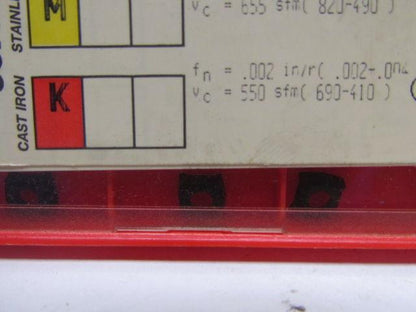 STAINL
M
v c = 655 sfm( 820-490 )
CAST IRON
K
f n = .002 in/r( .002-.004
v c = 550 sfm( 690-410 )